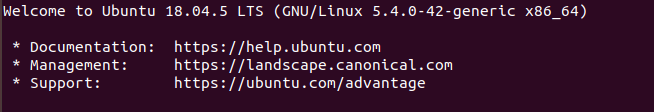 Welcome to Ubuntu 18.04.5 LTS (GNU/Linux 5.4.0-42-generic x86_64)
* Documentation: https://help.ubuntu.com
* Management: https://landscape.canonical.com
* Support: https://ubuntu.com/advantage